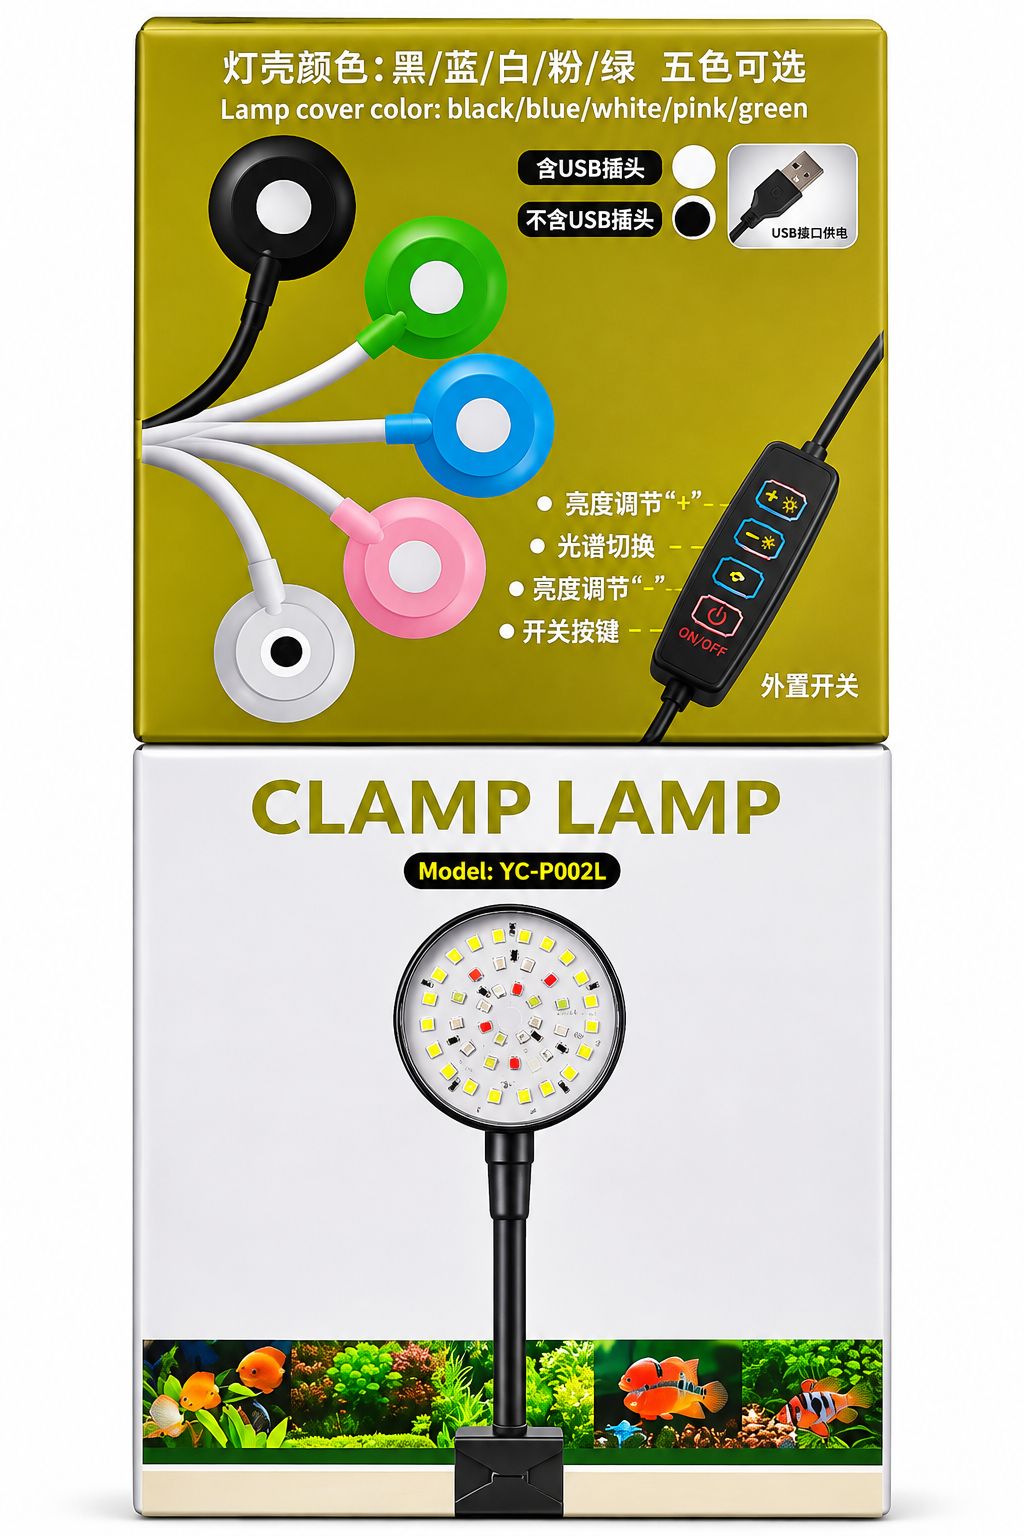 灯壳颜色：黑/蓝/白/粉/绿 五色可选
Lamp cover color: black/blue/white/pink/green
含USB插头
不含USB插头
USB接口供电
亮度调节“+”
光谱切换
亮度调节“-”
开关按键
ON/OFF
外置开关
CLAMP LAMP
Model: YC-P002L